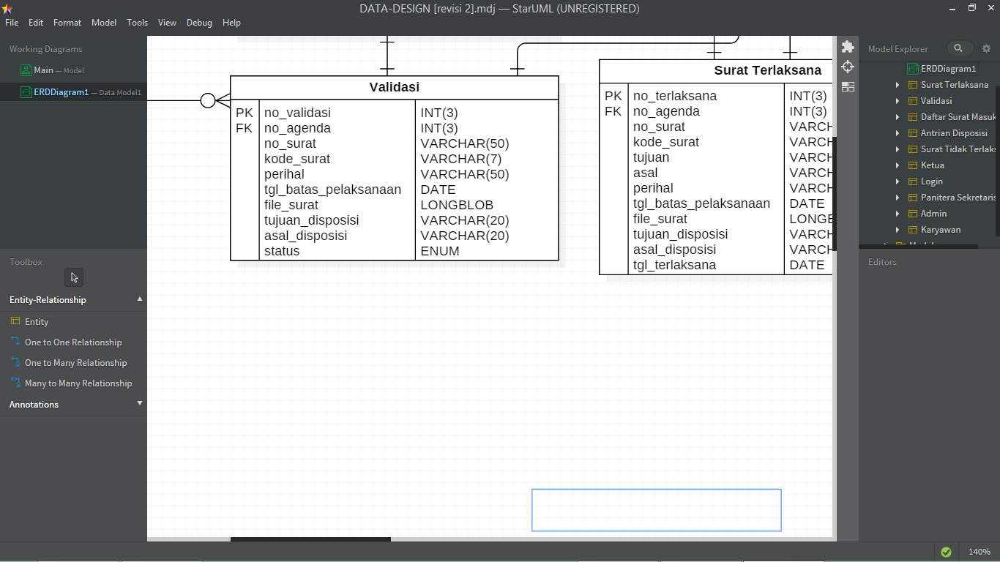 DATA-DESIGN [revisi 2].mdj — StarUML (UNREGISTERED)
File Edit Format Model Tools View Debug Help
Working Diagrams
Main — Model
ERDDiagram1 — Data Model1
Toolbox
Entity-Relationship
Entity
One to One Relationship
One to Many Relationship
Many to Many Relationship
Annotations
Validasi
PK no_validasi INT(3)
FK no_agenda INT(3)
no_surat VARCHAR(50)
kode_surat VARCHAR(7)
perihal VARCHAR(50)
tgl_batas_pelaksanaan DATE
file_surat LONGBLOB
tujuan_disposisi VARCHAR(20)
asal_disposisi VARCHAR(20)
status ENUM
Surat Terlaksana
PK no_terlaksana INT(3)
FK no_agenda INT(3)
no_surat VARCH
kode_surat VARCH
tujuan VARCH
asal VARCH
perihal VARCH
tgl_batas_pelaksanaan DATE
file_surat LONGB
tujuan_disposisi VARCH
asal_disposisi VARCH
tgl_terlaksana DATE
Model Explorer
ERDDiagram1
Surat Terlaksana
Validasi
Daftar Surat Masuk
Antrian Disposisi
Surat Tidak Terlaks
Ketua
Login
Panitera Sekretaris
Admin
Karyawan
Editors
140%